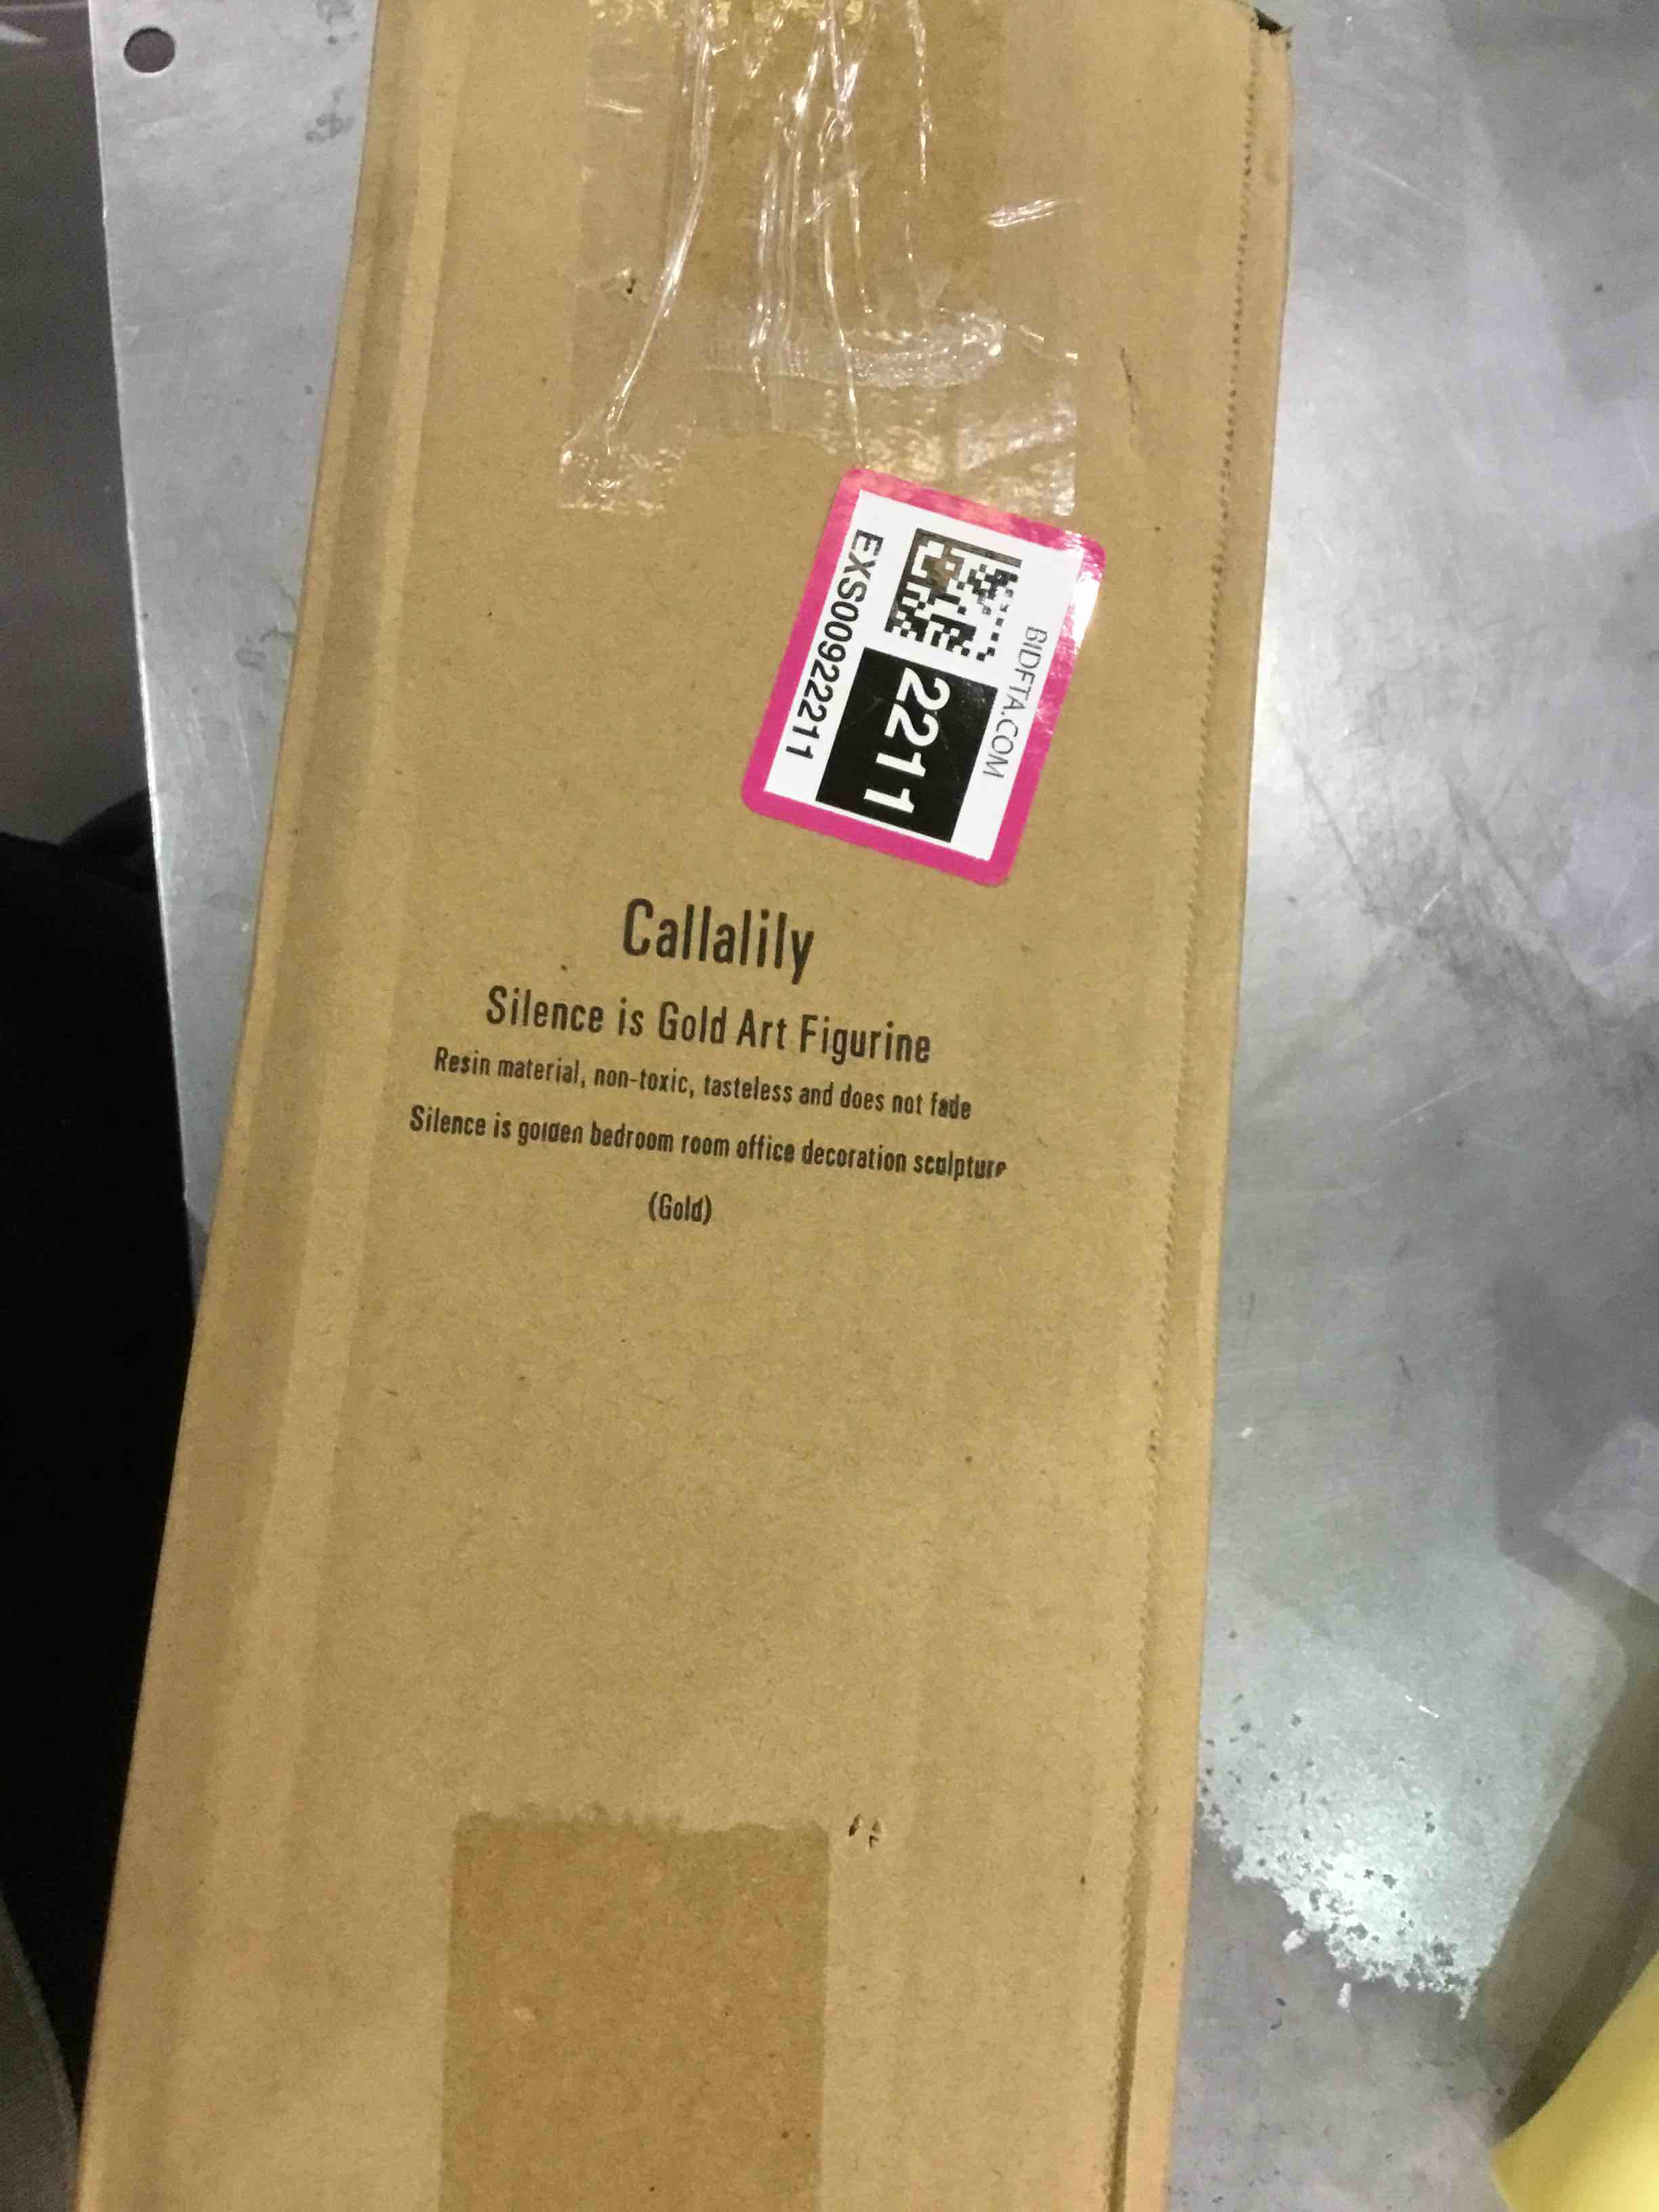 BIDFTA.COM
2211
EXS00922211
Callalily
Silence is Gold Art Figurine
Resin material, non-toxic, tasteless and does not fade
Silence is golden bedroom room office decoration sculpture
(Gold)